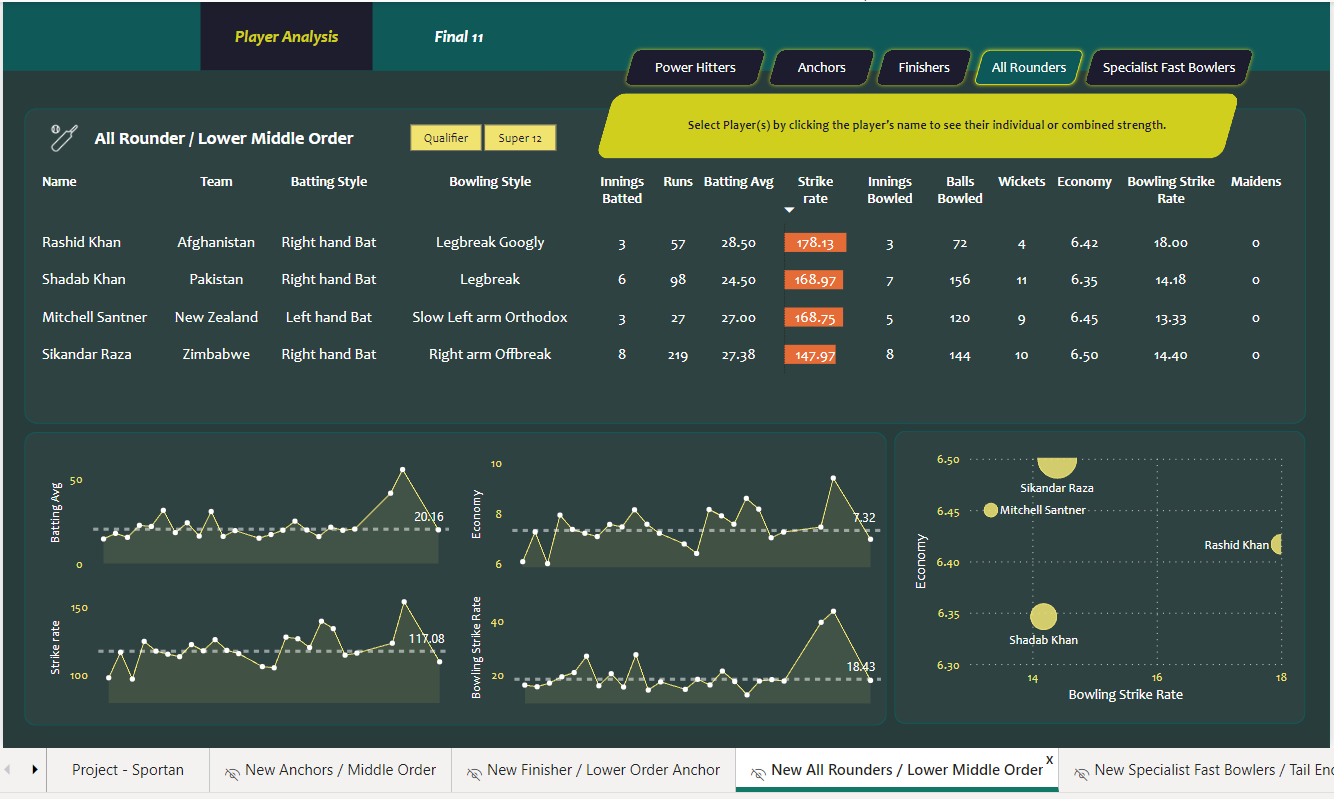 Player Analysis
Final 11
Power Hitters
Anchors
Finishers
All Rounders
Specialist Fast Bowlers
All Rounder / Lower Middle Order
Qualifier
Super 12
Select Player(s) by clicking the player's name to see their individual or combined strength.
Name Team Batting Style Bowling Style Innings Batted Runs Batting Avg Strike rate Innings Bowled Balls Bowled Wickets Economy Bowling Strike Rate Maidens
Rashid Khan Afghanistan Right hand Bat Legbreak Googly 3 57 28.50 178.13 3 72 4 6.42 18.00 0
Shadab Khan Pakistan Right hand Bat Legbreak 6 98 24.50 168.97 7 156 11 6.35 14.18 0
Mitchell Santner New Zealand Left hand Bat Slow Left arm Orthodox 3 27 27.00 168.75 5 120 9 6.45 13.33 0
Sikandar Raza Zimbabwe Right hand Bat Right arm Offbreak 8 219 27.38 147.97 8 144 10 6.50 14.40 0
Batting Avg
50
0
20.16
Economy
10
8
6
7.32
Strike rate
150
100
117.08
Bowling Strike Rate
40
20
18.43
Economy
6.50
6.45
6.40
6.35
6.30
Sikandar Raza
Mitchell Santner
Rashid Khan
Shadab Khan
14 16 18
Bowling Strike Rate
Project - Sportan
New Anchors / Middle Order
New Finisher / Lower Order Anchor
New All Rounders / Lower Middle Order
x
New Specialist Fast Bowlers / Tail